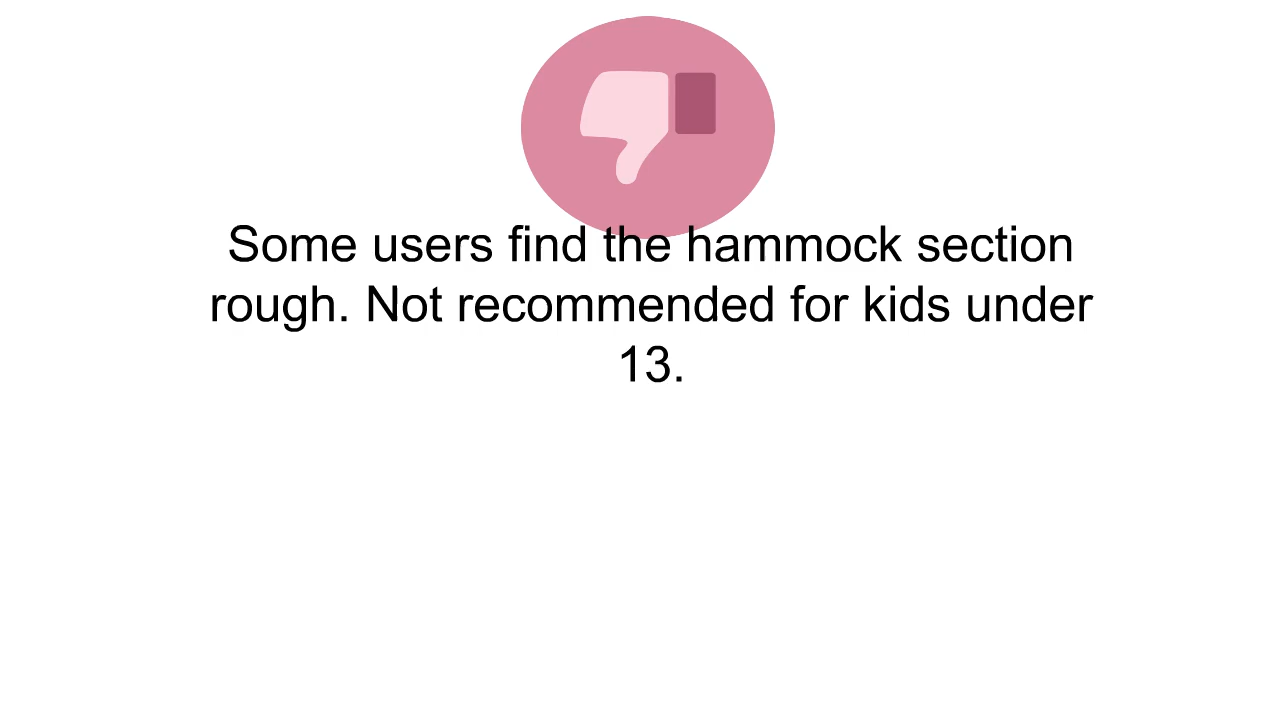 Some users find the hammock section
rough. Not recommended for kids under
13.